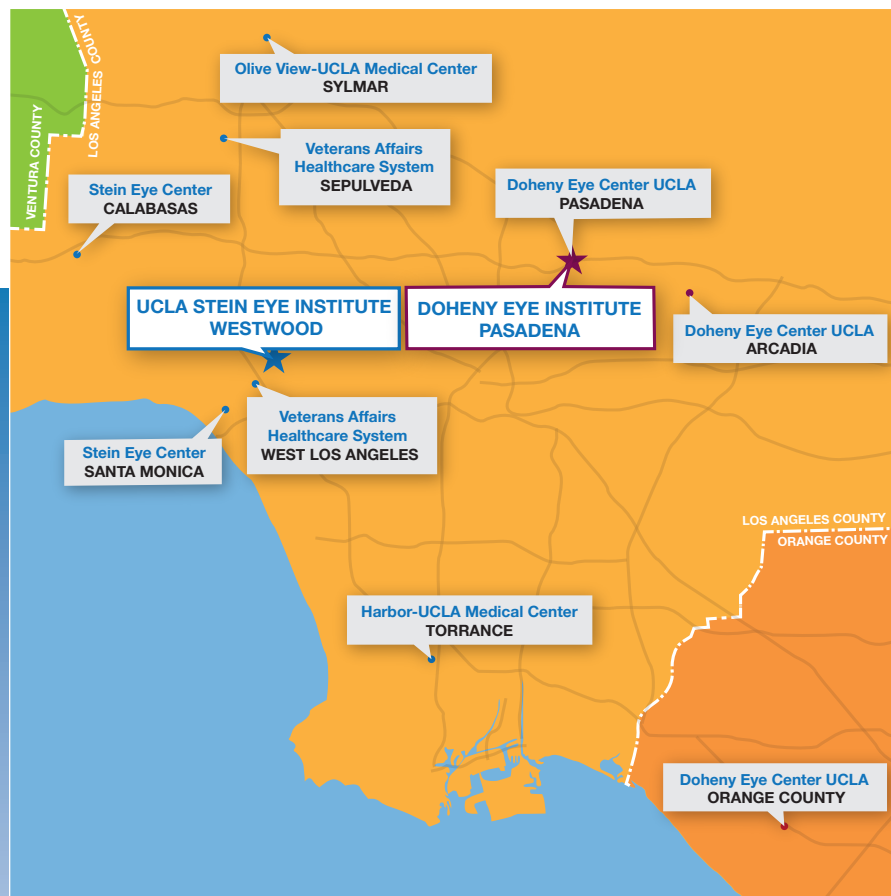 VENTURA COUNTY
LOS ANGELES COUNTY
Olive View-UCLA Medical Center
SYLMAR
Veterans Affairs
Healthcare System
SEPULVEDA
Stein Eye Center
CALABASAS
Doheny Eye Center UCLA
PASADENA
UCLA STEIN EYE INSTITUTE
WESTWOOD
DOHENY EYE INSTITUTE
PASADENA
Doheny Eye Center UCLA
ARCADIA
Veterans Affairs
Healthcare System
WEST LOS ANGELES
Stein Eye Center
SANTA MONICA
LOS ANGELES COUNTY
ORANGE COUNTY
Harbor-UCLA Medical Center
TORRANCE
Doheny Eye Center UCLA
ORANGE COUNTY